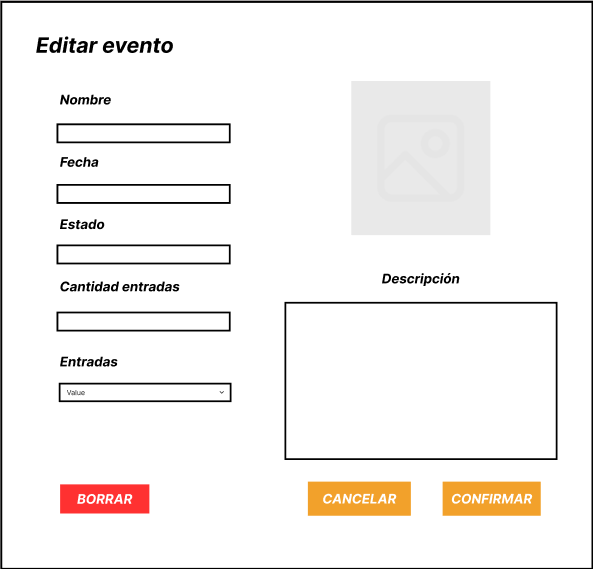 Editar evento
Nombre
Fecha
Estado
Cantidad entradas
Entradas
Value
Descripción
BORRAR
CANCELAR
CONFIRMAR